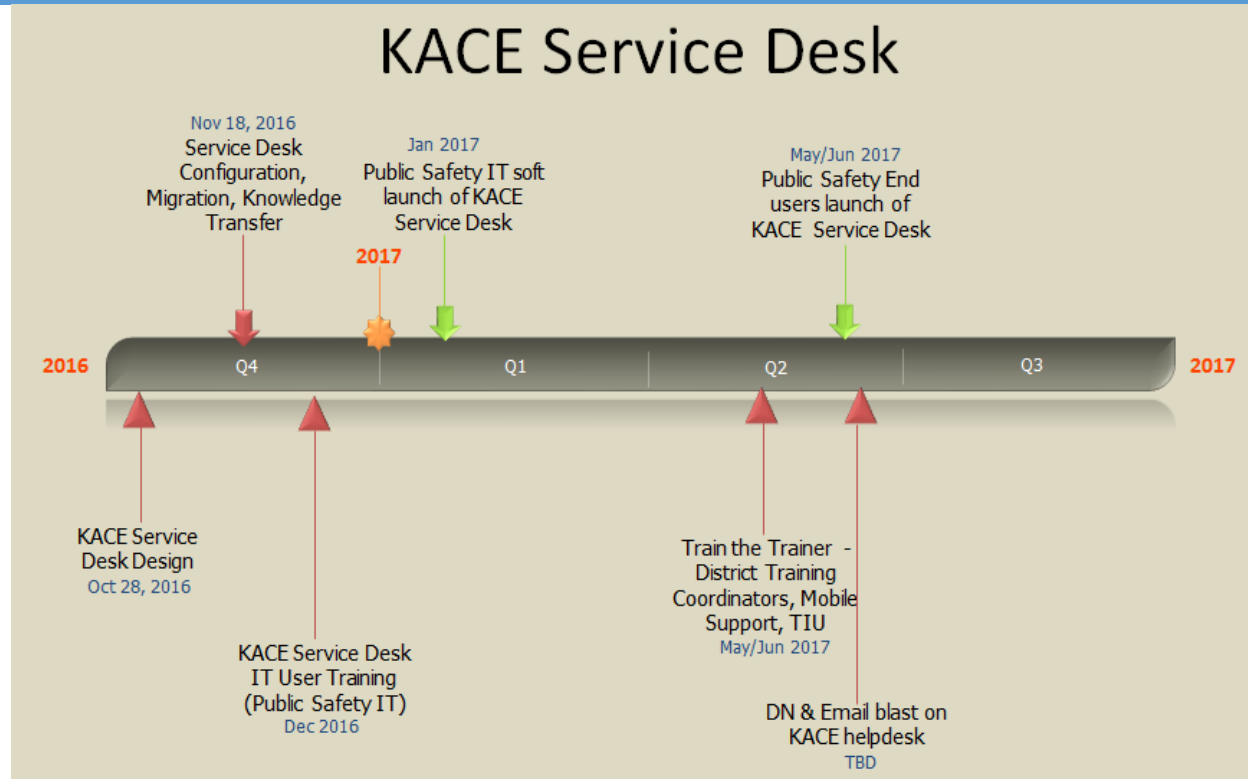 KACE Service Desk
Nov 18, 2016
Service Desk
Configuration,
Migration, Knowledge
Transfer
Jan 2017
Public Safety IT soft
launch of KACE
Service Desk
May/Jun 2017
Public Safety End
users launch of
KACE Service Desk
2017
2016
Q4
Q1
Q2
Q3
2017
KACE Service
Desk Design
Oct 28, 2016
KACE Service Desk
IT User Training
(Public Safety IT)
Dec 2016
Train the Trainer -
District Training
Coordinators, Mobile
Support, TIU
May/Jun 2017
DN & Email blast on
KACE helpdesk
TBD